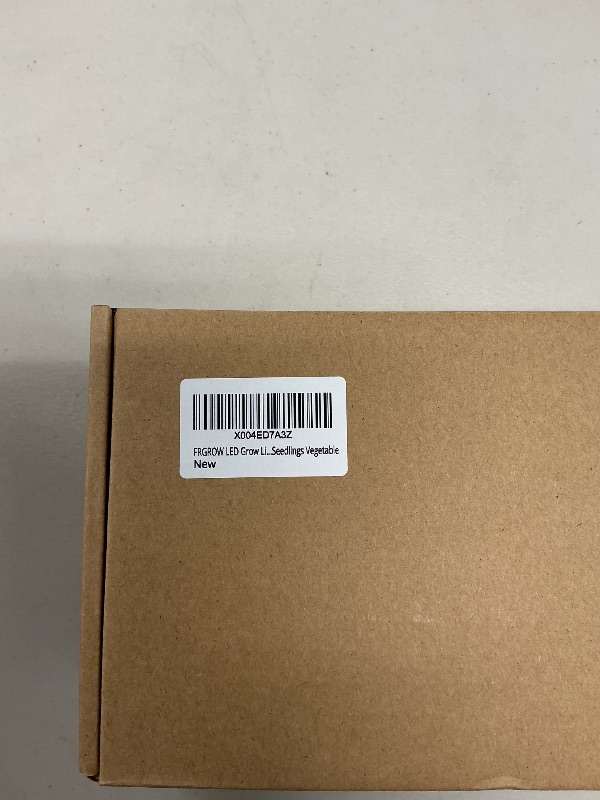 X004ED7A3Z
FRGROW LED Grow Li...Seedlings Vegetable
New